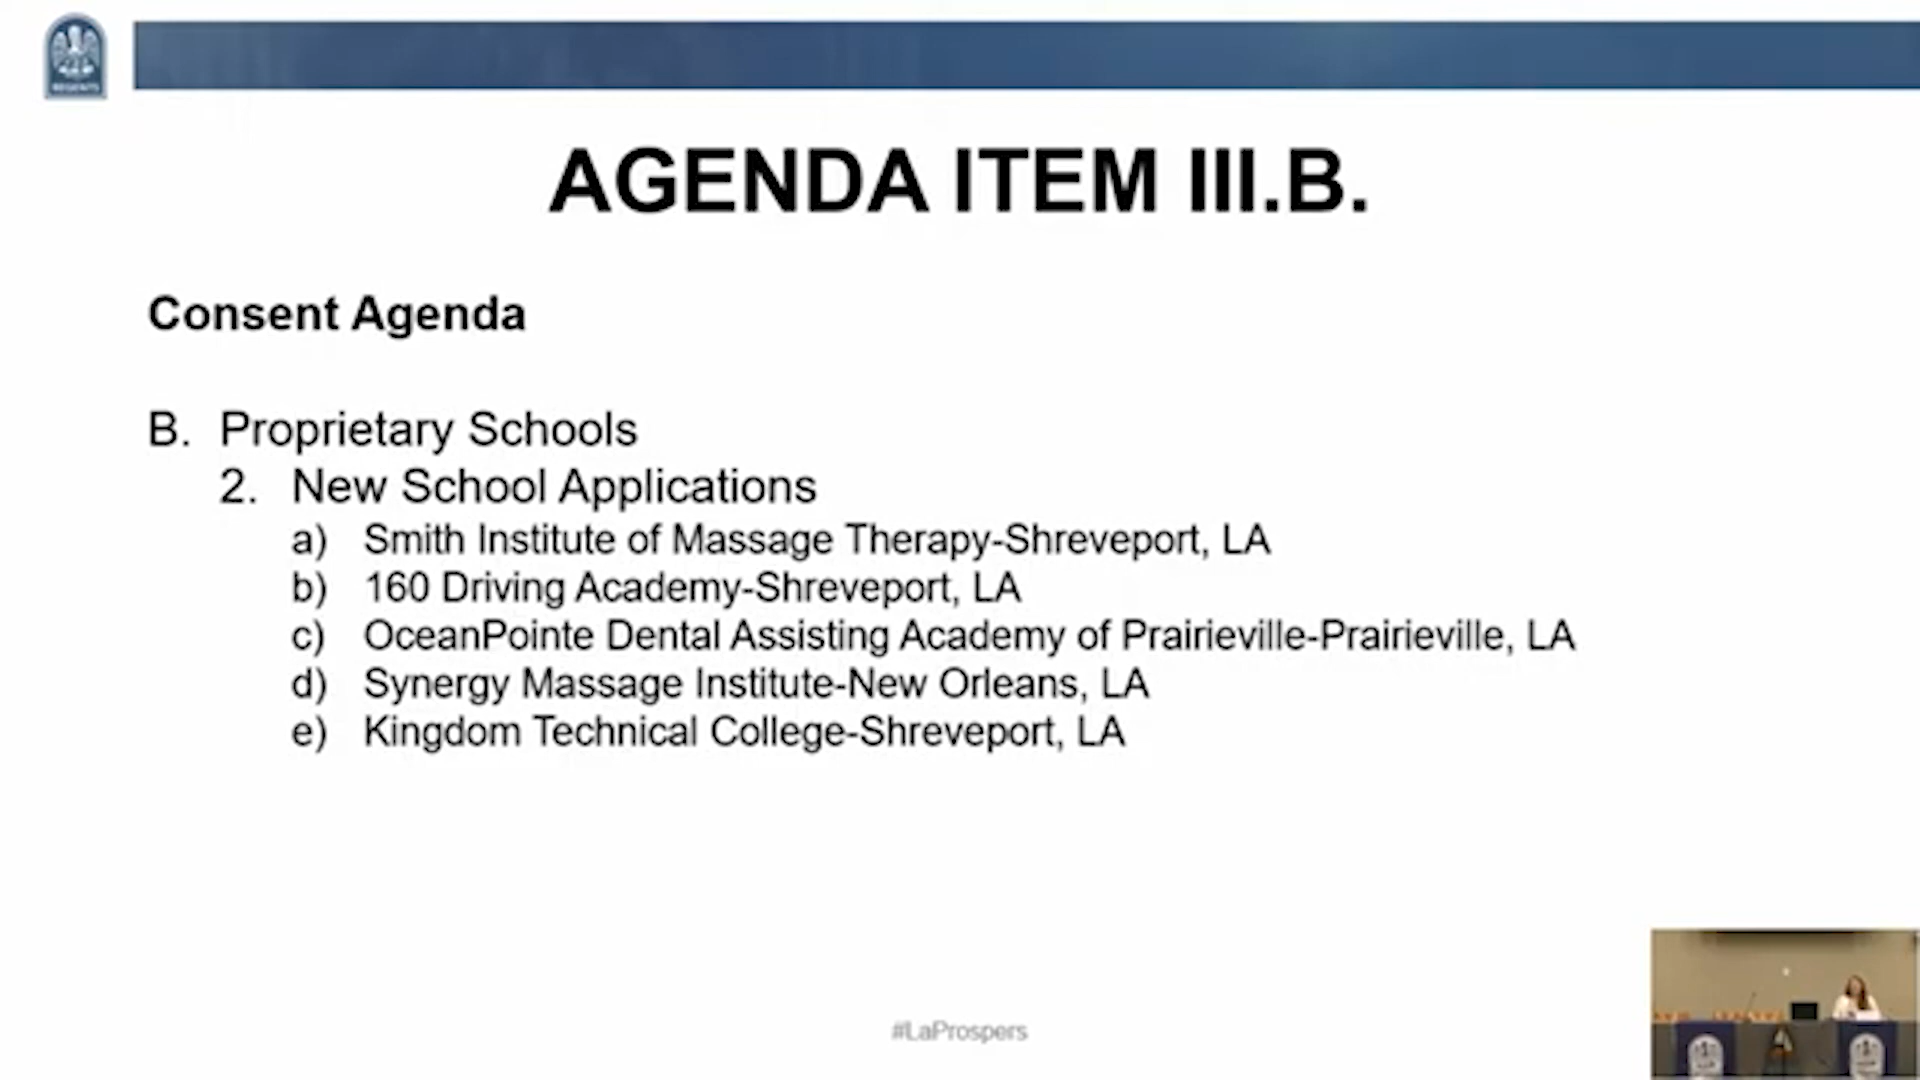 REGENTS
AGENDA ITEM III.B.
Consent Agenda
B. Proprietary Schools
2. New School Applications
a) Smith Institute of Massage Therapy-Shreveport, LA
b) 160 Driving Academy-Shreveport, LA
c) OceanPointe Dental Assisting Academy of Prairieville-Prairieville, LA
d) Synergy Massage Institute-New Orleans, LA
e) Kingdom Technical College-Shreveport, LA
#LaProspers